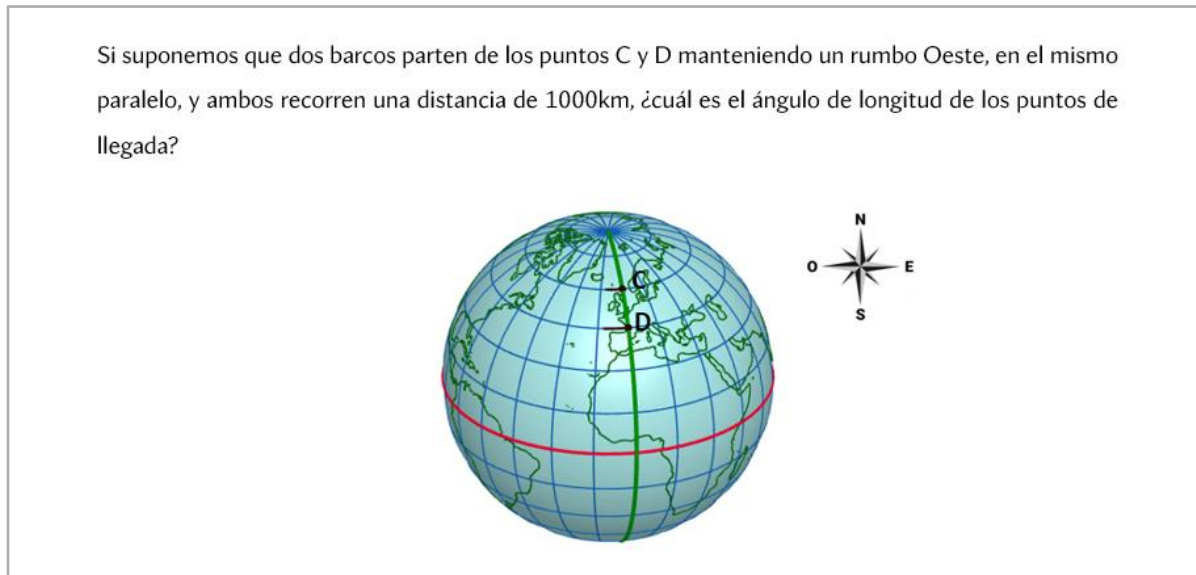 Si suponemos que dos barcos parten de los puntos C y D manteniendo un rumbo Oeste, en el mismo
paralelo, y ambos recorren una distancia de 1000km, ¿cuál es el ángulo de longitud de los puntos de
llegada?
N
O E
S
C
D